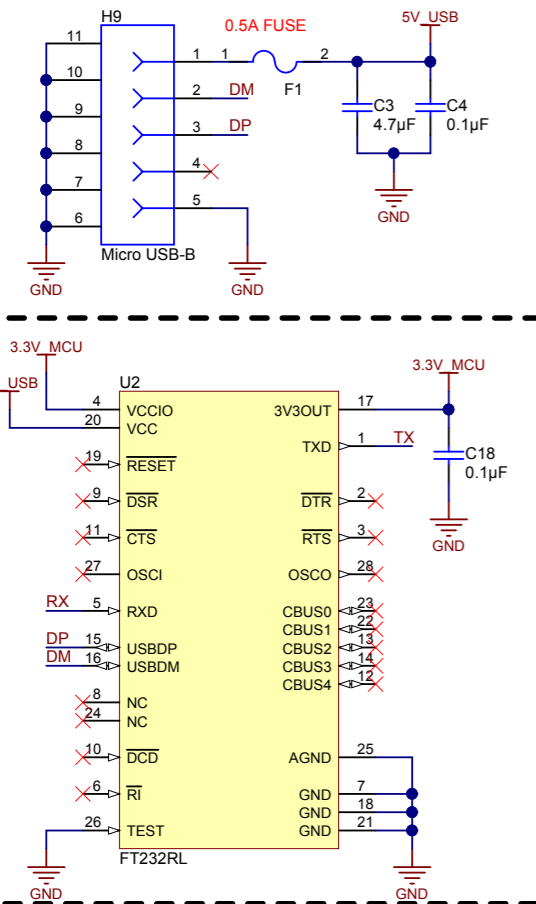 H9
0.5A FUSE
5V_USB
11
1
1
2
10
2
DM
F1
C3
C4
9
3
DP
4.7µF
0.1µF
8
4
7
5
6
GND
Micro USB-B
GND
GND
3.3V_MCU
3.3V_MCU
USB
U2
4
VCCIO
3V3OUT
17
20
VCC
TXD
1
TX
19
RESET
C18
0.1µF
9
DSR
DTR
2
11
CTS
RTS
3
GND
27
OSCI
OSCO
28
RX
5
RXD
CBUS0
23
CBUS1
22
DP
15
USBDP
CBUS2
13
DM
16
USBDM
CBUS3
14
CBUS4
12
8
NC
24
NC
10
DCD
AGND
25
6
RI
GND
7
GND
18
26
TEST
GND
21
FT232RL
GND
GND